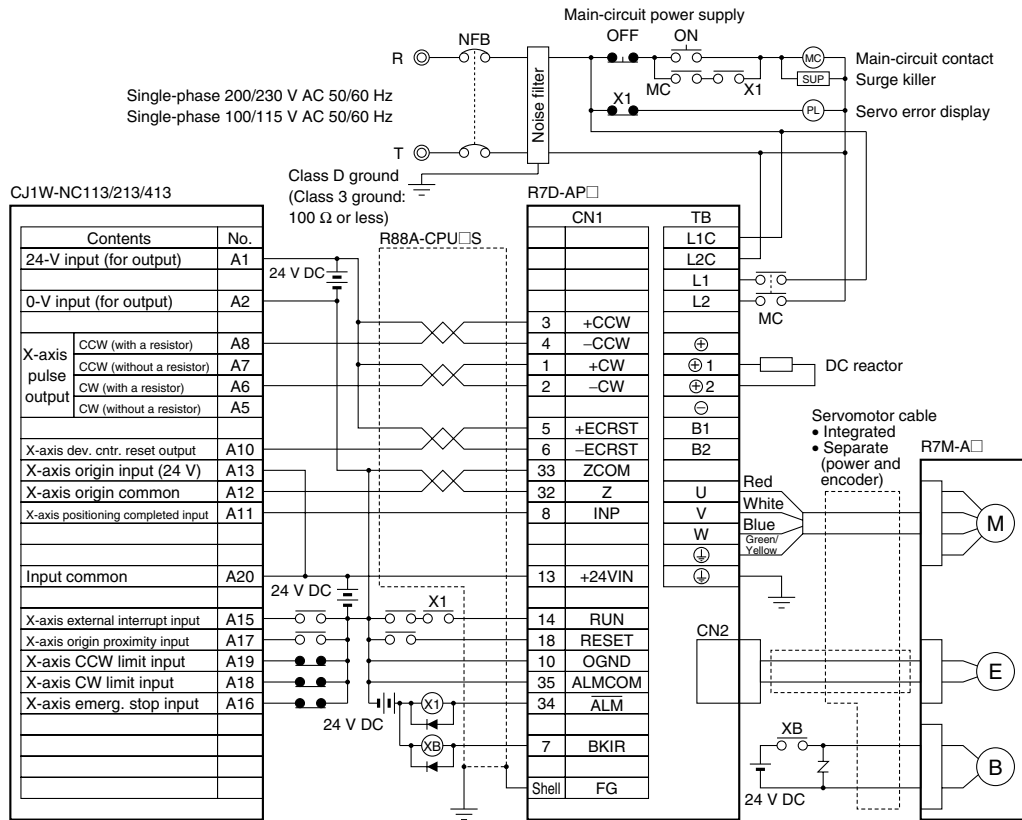 Main-circuit power supply
NFB
OFF
ON
R
MC
Main-circuit contact
SUP
Surge killer
MC
X1
Single-phase 200/230 V AC 50/60 Hz
Single-phase 100/115 V AC 50/60 Hz
Noise filter
X1
PL
Servo error display
T
Class D ground
(Class 3 ground:
100 Ω or less)
CJ1W-NC113/213/413
R7D-AP□
CN1
TB
Contents
No.
R88A-CPU□S
L1C
24-V input (for output)
A1
24 V DC
L2C
L1
0-V input (for output)
A2
L2
MC
3
+CCW
X-axis
pulse
output
CCW (with a resistor)
A8
4
−CCW
⊕
CCW (without a resistor)
A7
1
+CW
⊕1
DC reactor
CW (with a resistor)
A6
2
−CW
⊕2
CW (without a resistor)
A5
⊖
5
+ECRST
B1
Servomotor cable
• Integrated
• Separate
(power and
encoder)
X-axis dev. cntr. reset output
A10
6
−ECRST
B2
R7M-A□
X-axis origin input (24 V)
A13
33
ZCOM
X-axis origin common
A12
32
Z
U
Red
X-axis positioning completed input
A11
8
INP
V
White
W
Blue
Green/
Yellow
M
Input common
A20
24 V DC
13
+24VIN
X-axis external interrupt input
A15
X1
14
RUN
X-axis origin proximity input
A17
18
RESET
CN2
X-axis CCW limit input
A19
10
OGND
E
X-axis CW limit input
A18
35
ALMCOM
X-axis emerg. stop input
A16
24 V DC
X1
34
ALM
XB
7
BKIR
XB
B
24 V DC
Shell
FG